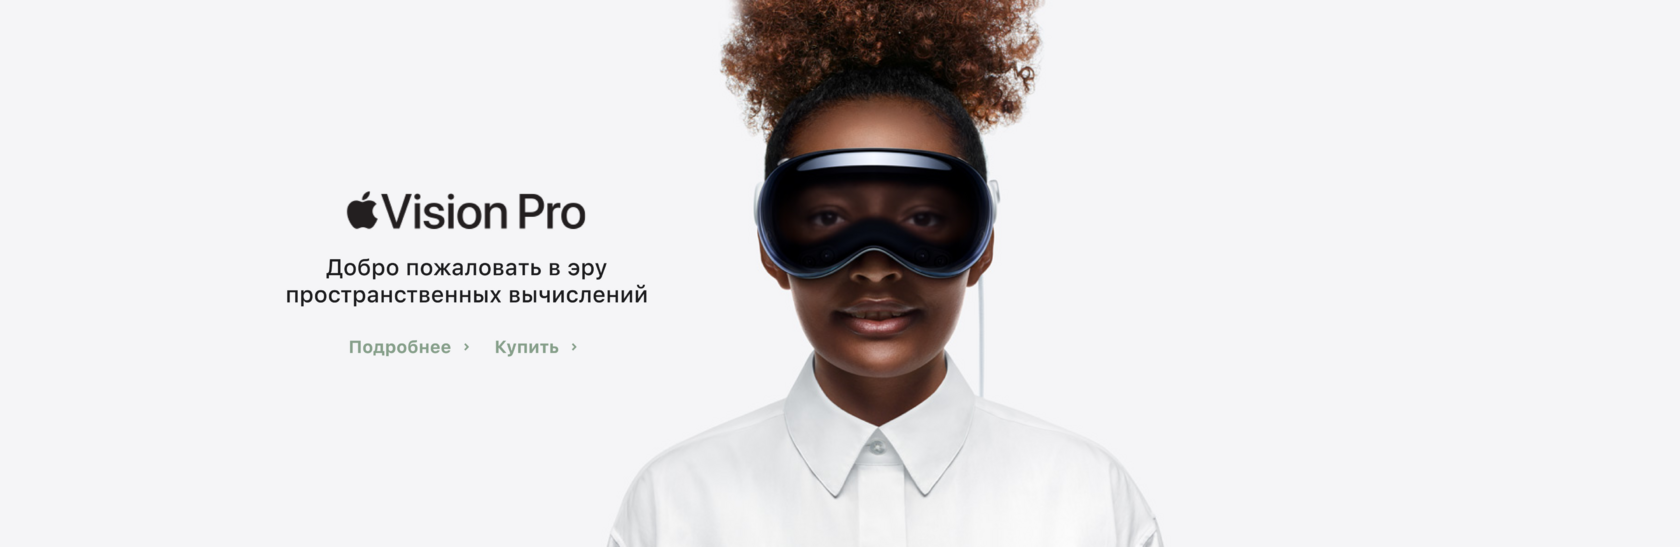 Vision Pro
Добро пожаловать в эру
пространственных вычислений
Подробнее › Купить ›